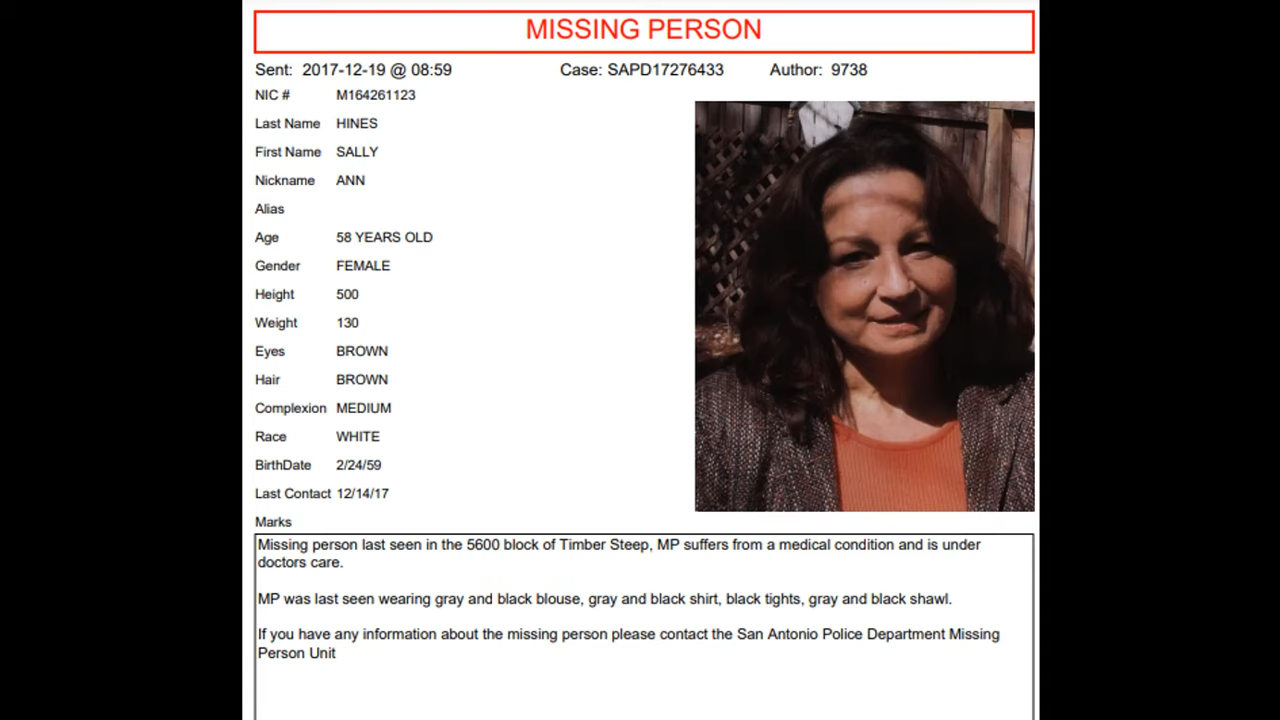 MISSING PERSON
Sent: 2017-12-19 @ 08:59 Case: SAPD17276433 Author: 9738
NIC # M164261123
Last Name HINES
First Name SALLY
Nickname ANN
Alias
Age 58 YEARS OLD
Gender FEMALE
Height 500
Weight 130
Eyes BROWN
Hair BROWN
Complexion MEDIUM
Race WHITE
BirthDate 2/24/59
Last Contact 12/14/17
Marks
Missing person last seen in the 5600 block of Timber Steep, MP suffers from a medical condition and is under
doctors care.
MP was last seen wearing gray and black blouse, gray and black shirt, black tights, gray and black shawl.
If you have any information about the missing person please contact the San Antonio Police Department Missing
Person Unit